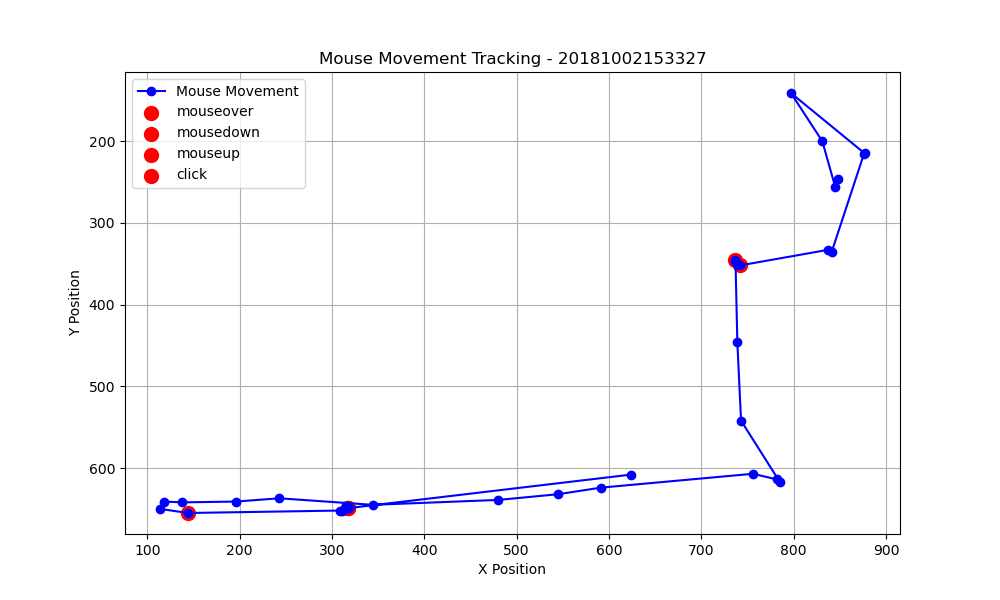 Mouse Movement Tracking - 20181002153327
Mouse Movement
mouseover
mousedown
mouseup
click
200
300
400
500
600
Y Position
100 200 300 400 500 600 700 800 900
X Position